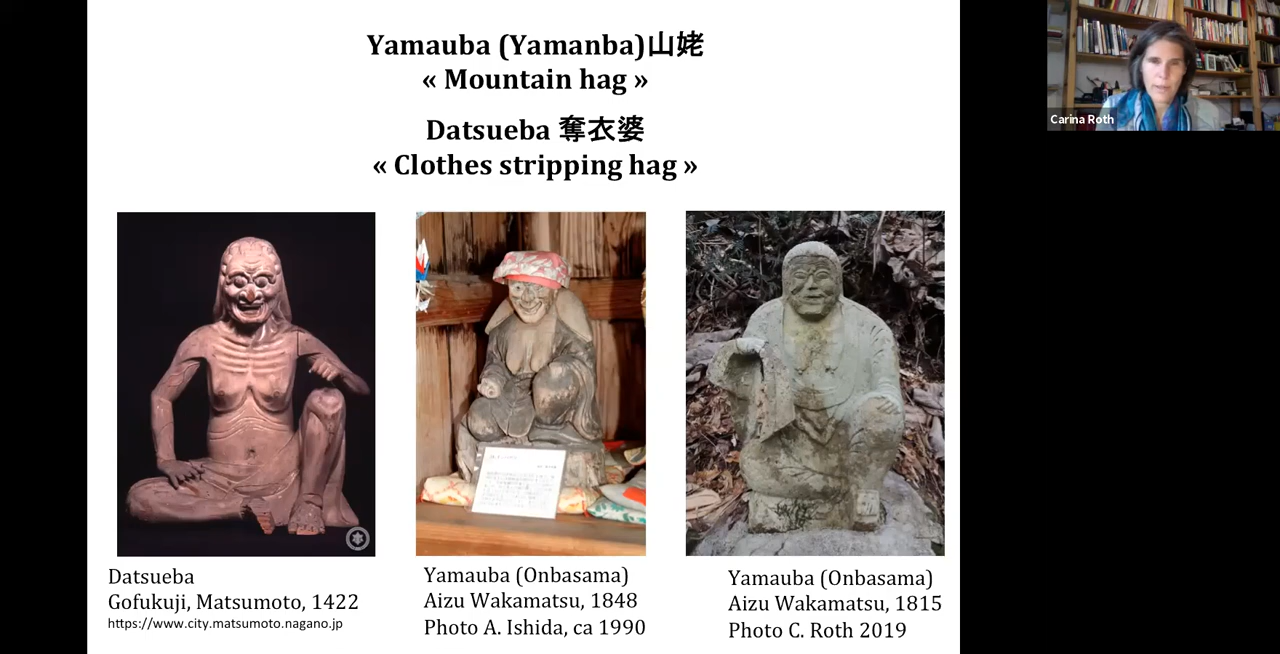 Yamauba (Yamanba)山姥
« Mountain hag »
Datsueba 奪衣婆
« Clothes stripping hag »
Carina Roth
Datsueba
Gofukuji, Matsumoto, 1422
https://www.city.matsumoto.nagano.jp
Yamauba (Onbasama)
Aizu Wakamatsu, 1848
Photo A. Ishida, ca 1990
Yamauba (Onbasama)
Aizu Wakamatsu, 1815
Photo C. Roth 2019